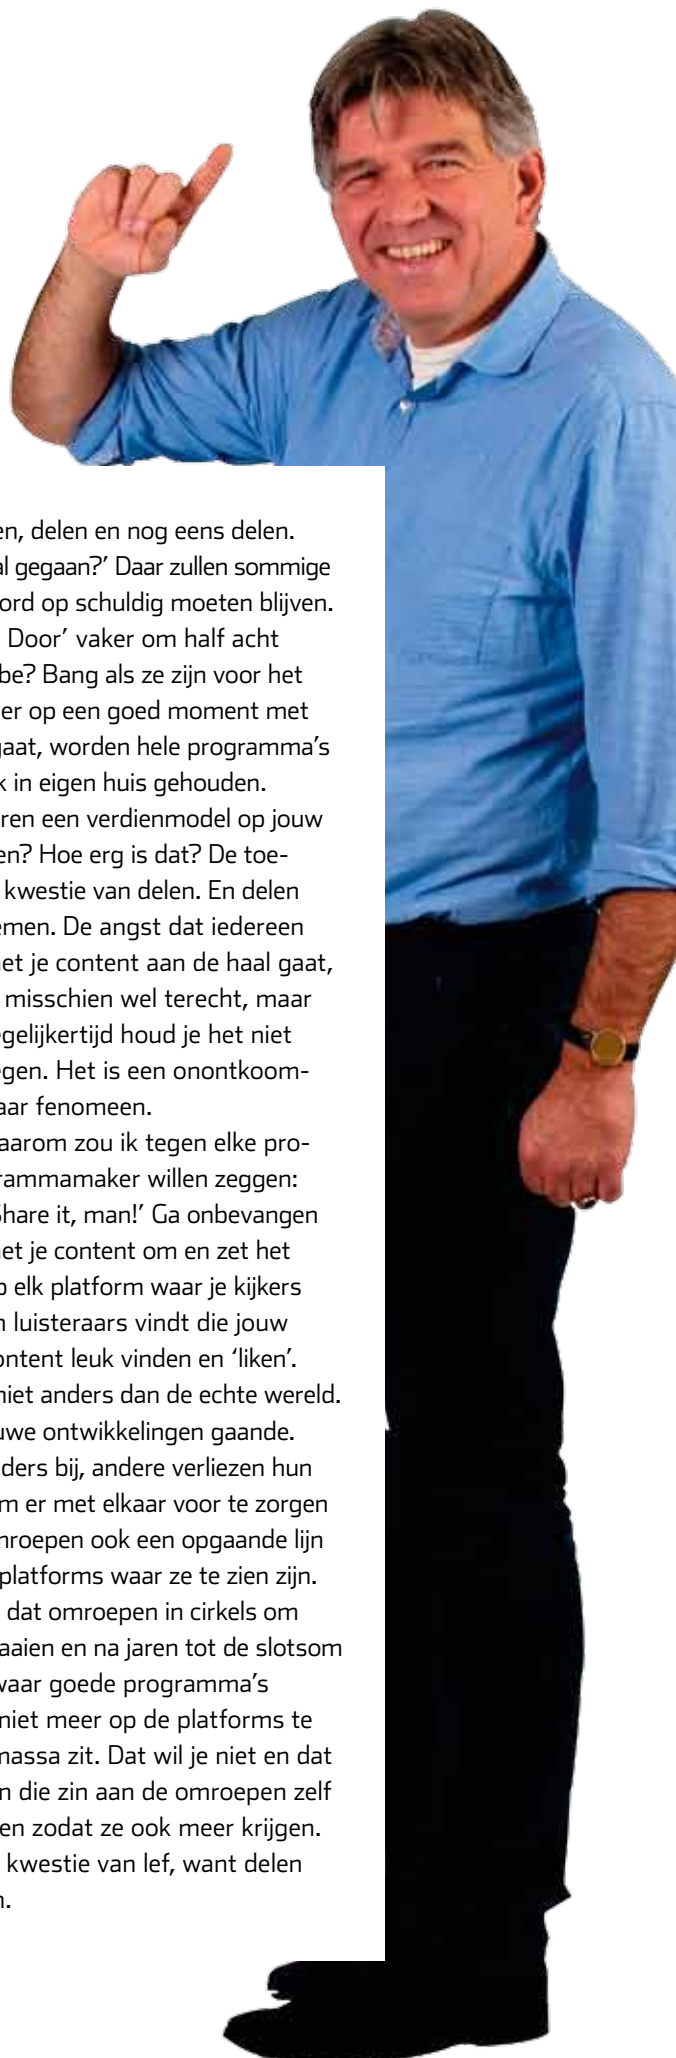 en, delen en nog eens delen.
al gegaan?’ Daar zullen sommige
ord op schuldig moeten blijven.
Door’ vaker om half acht
be? Bang als ze zijn voor het
er op een goed moment met
gaat, worden hele programma’s
k in eigen huis gehouden.
ren een verdienmodel op jouw
en? Hoe erg is dat? De toe-
kwestie van delen. En delen
emen. De angst dat iedereen
et je content aan de haal gaat,
misschien wel terecht, maar
egelijkertijd houd je het niet
egen. Het is een onontkoom-
aar fenomeen.
aarom zou ik tegen elke pro-
rammamaker willen zeggen:
Share it, man!’ Ga onbevangen
et je content om en zet het
p elk platform waar je kijkers
n luisteraars vindt die jouw
ontent leuk vinden en ‘liken’.
niet anders dan de echte wereld.
uwe ontwikkelingen gaande.
ders bij, andere verliezen hun
m er met elkaar voor te zorgen
nroepen ook een opgaande lijn
platforms waar ze te zien zijn.
dat omroepen in cirkels om
aaien en na jaren tot de slotsom
waar goede programma’s
niet meer op de platforms te
massa zit. Dat wil je niet en dat
n die zin aan de omroepen zelf
en zodat ze ook meer krijgen.
kwestie van lef, want delen
n.